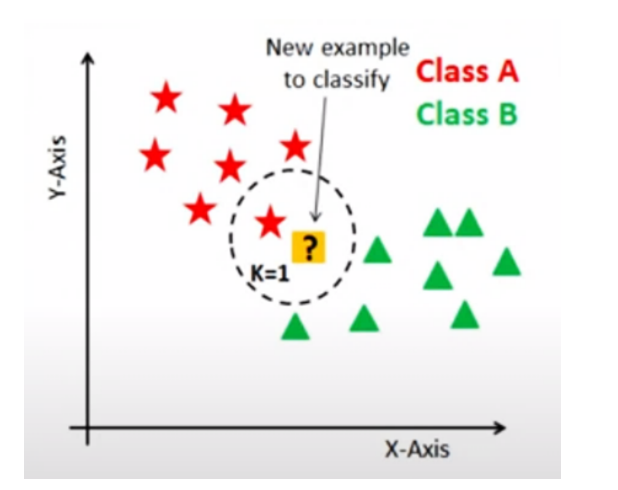 New example
to classify
Class A
Class B
Y-Axis
?
K=1
X-Axis